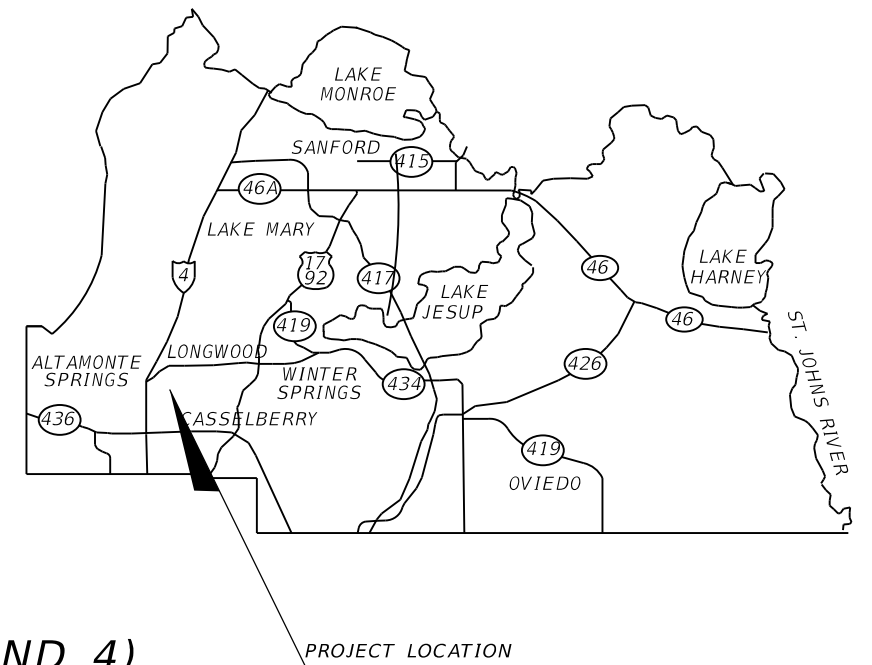 LAKE
MONROE
SANFORD
415
46A
LAKE MARY
4
17
92
417
46
LAKE
HARNEY
LAKE
JESUP
419
46
ST. JOHNS RIVER
LONGWOOD
ALTAMONTE
SPRINGS
WINTER
SPRINGS
434
426
436
CASSELBERRY
419
OVIEDO
ND 4)
PROJECT LOCATION